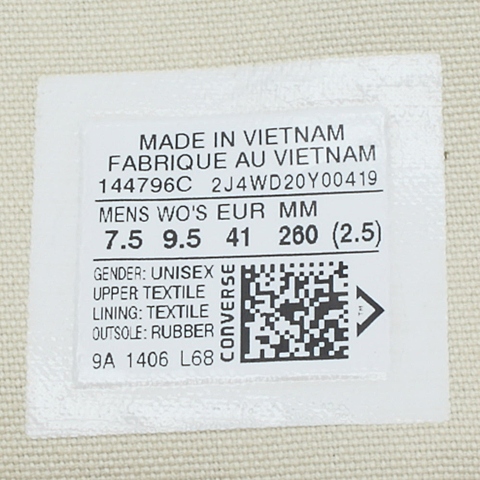 MADE IN VIETNAM
FABRIQUE AU VIETNAM
144796C 2J4WD20Y00419
MENS WO'S EUR MM
7.5 9.5 41 260 (2.5)
GENDER: UNISEX
UPPER: TEXTILE
LINING: TEXTILE
OUTSOLE: RUBBER
9A 1406 L68
CONVERSE
TM